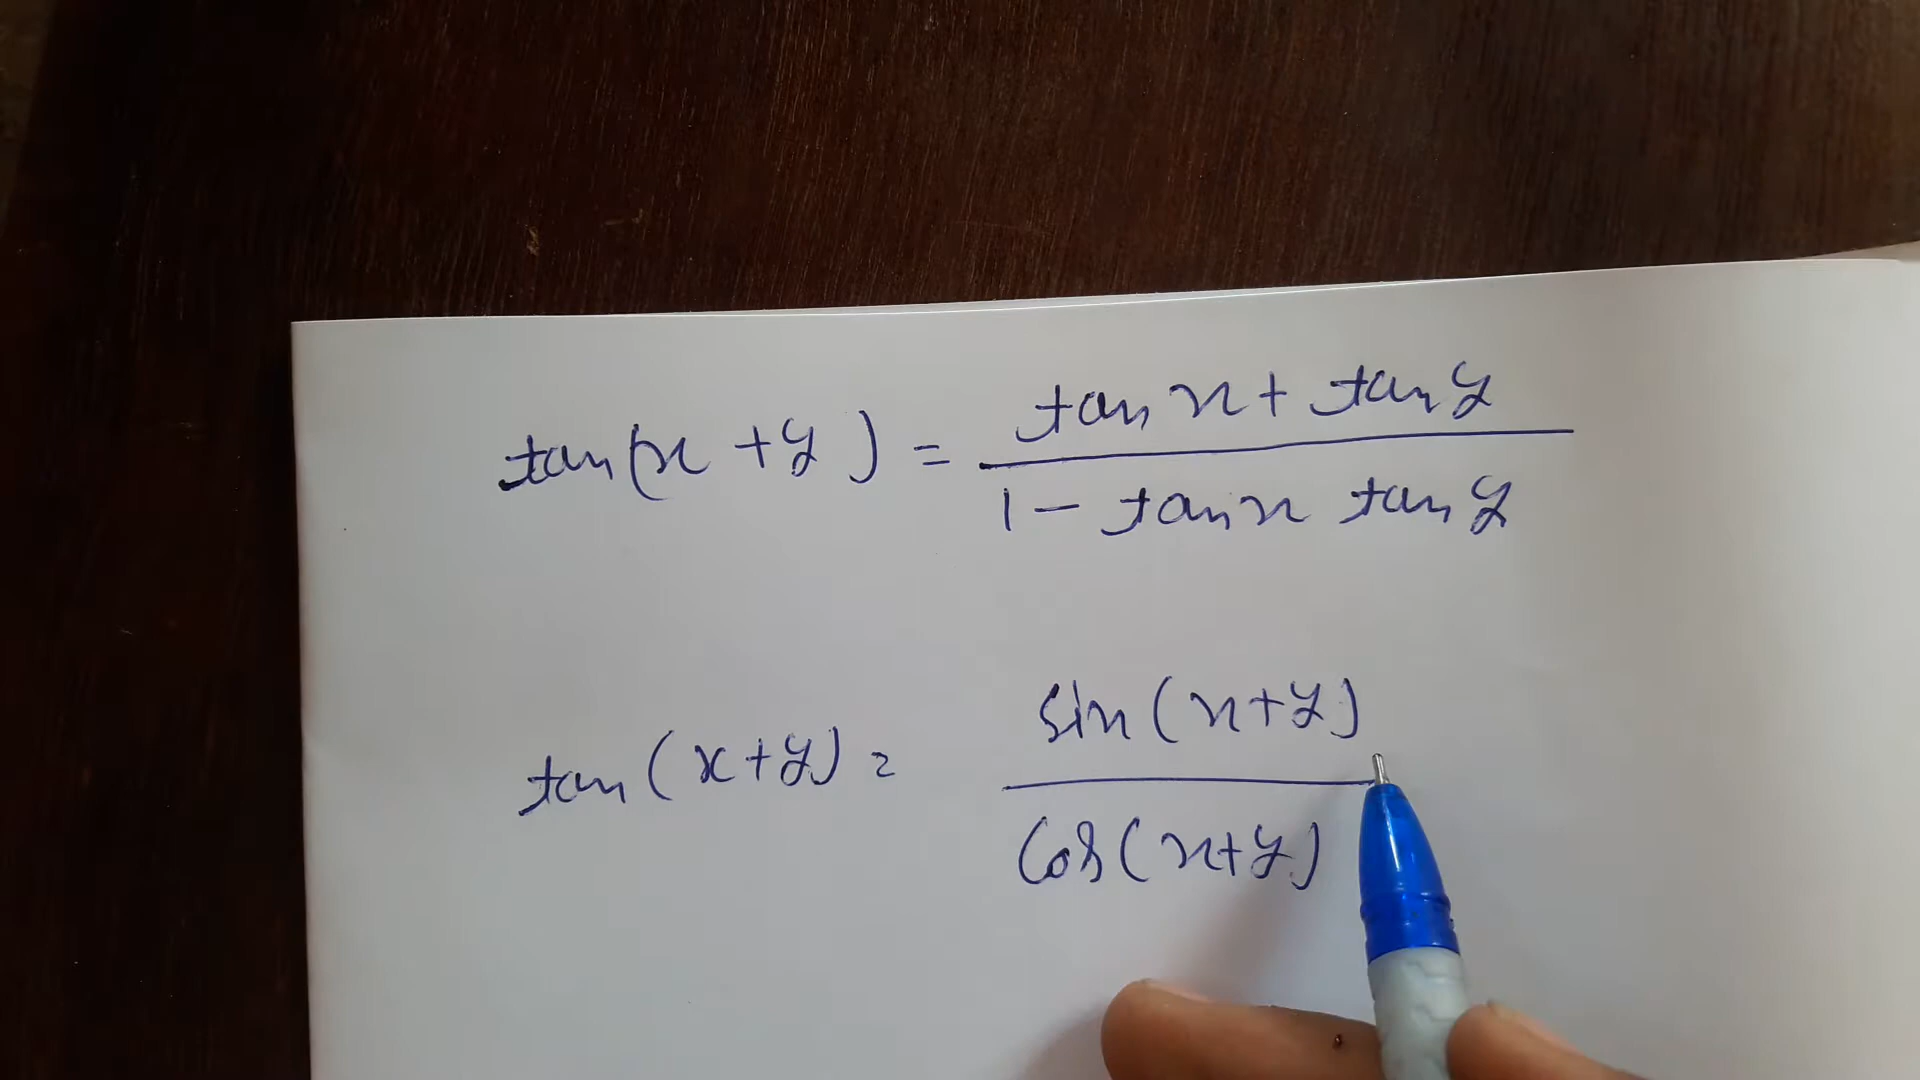 tan(x + y) = tan x + tan y / 1 - tan x tan y
tan(x+y) = sin(x+y) / cos(x+y)